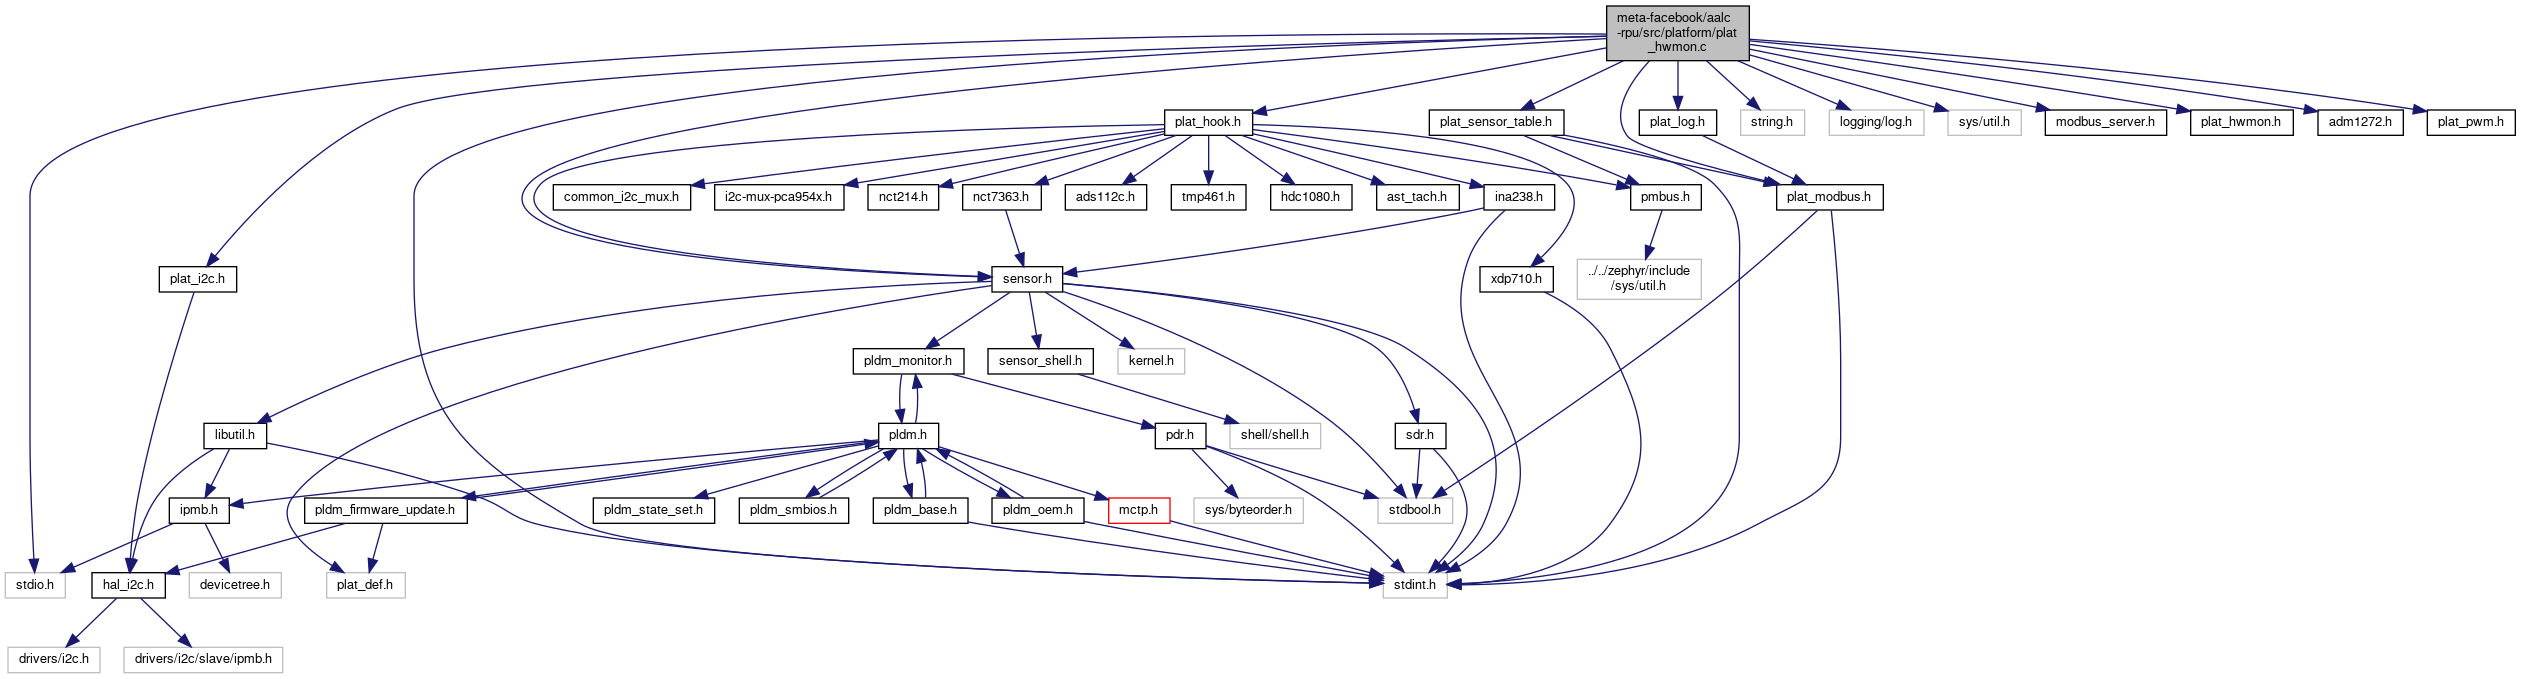 meta-facebook/aalc
-rpu/src/platform/plat
_hwmon.c
plat_hook.h
plat_sensor_table.h
plat_log.h
string.h
logging/log.h
sys/util.h
modbus_server.h
plat_hwmon.h
adm1272.h
plat_pwm.h
common_i2c_mux.h
i2c-mux-pca954x.h
nct214.h
nct7363.h
ads112c.h
tmp461.h
hdc1080.h
ast_tach.h
ina238.h
pmbus.h
plat_modbus.h
plat_i2c.h
sensor.h
xdp710.h
../../zephyr/include
/sys/util.h
pldm_monitor.h
sensor_shell.h
kernel.h
libutil.h
pldm.h
pdr.h
shell/shell.h
sdr.h
ipmb.h
pldm_firmware_update.h
pldm_state_set.h
pldm_smbios.h
pldm_base.h
pldm_oem.h
mctp.h
sys/byteorder.h
stdbool.h
stdio.h
hal_i2c.h
devicetree.h
plat_def.h
stdint.h
drivers/i2c.h
drivers/i2c/slave/ipmb.h